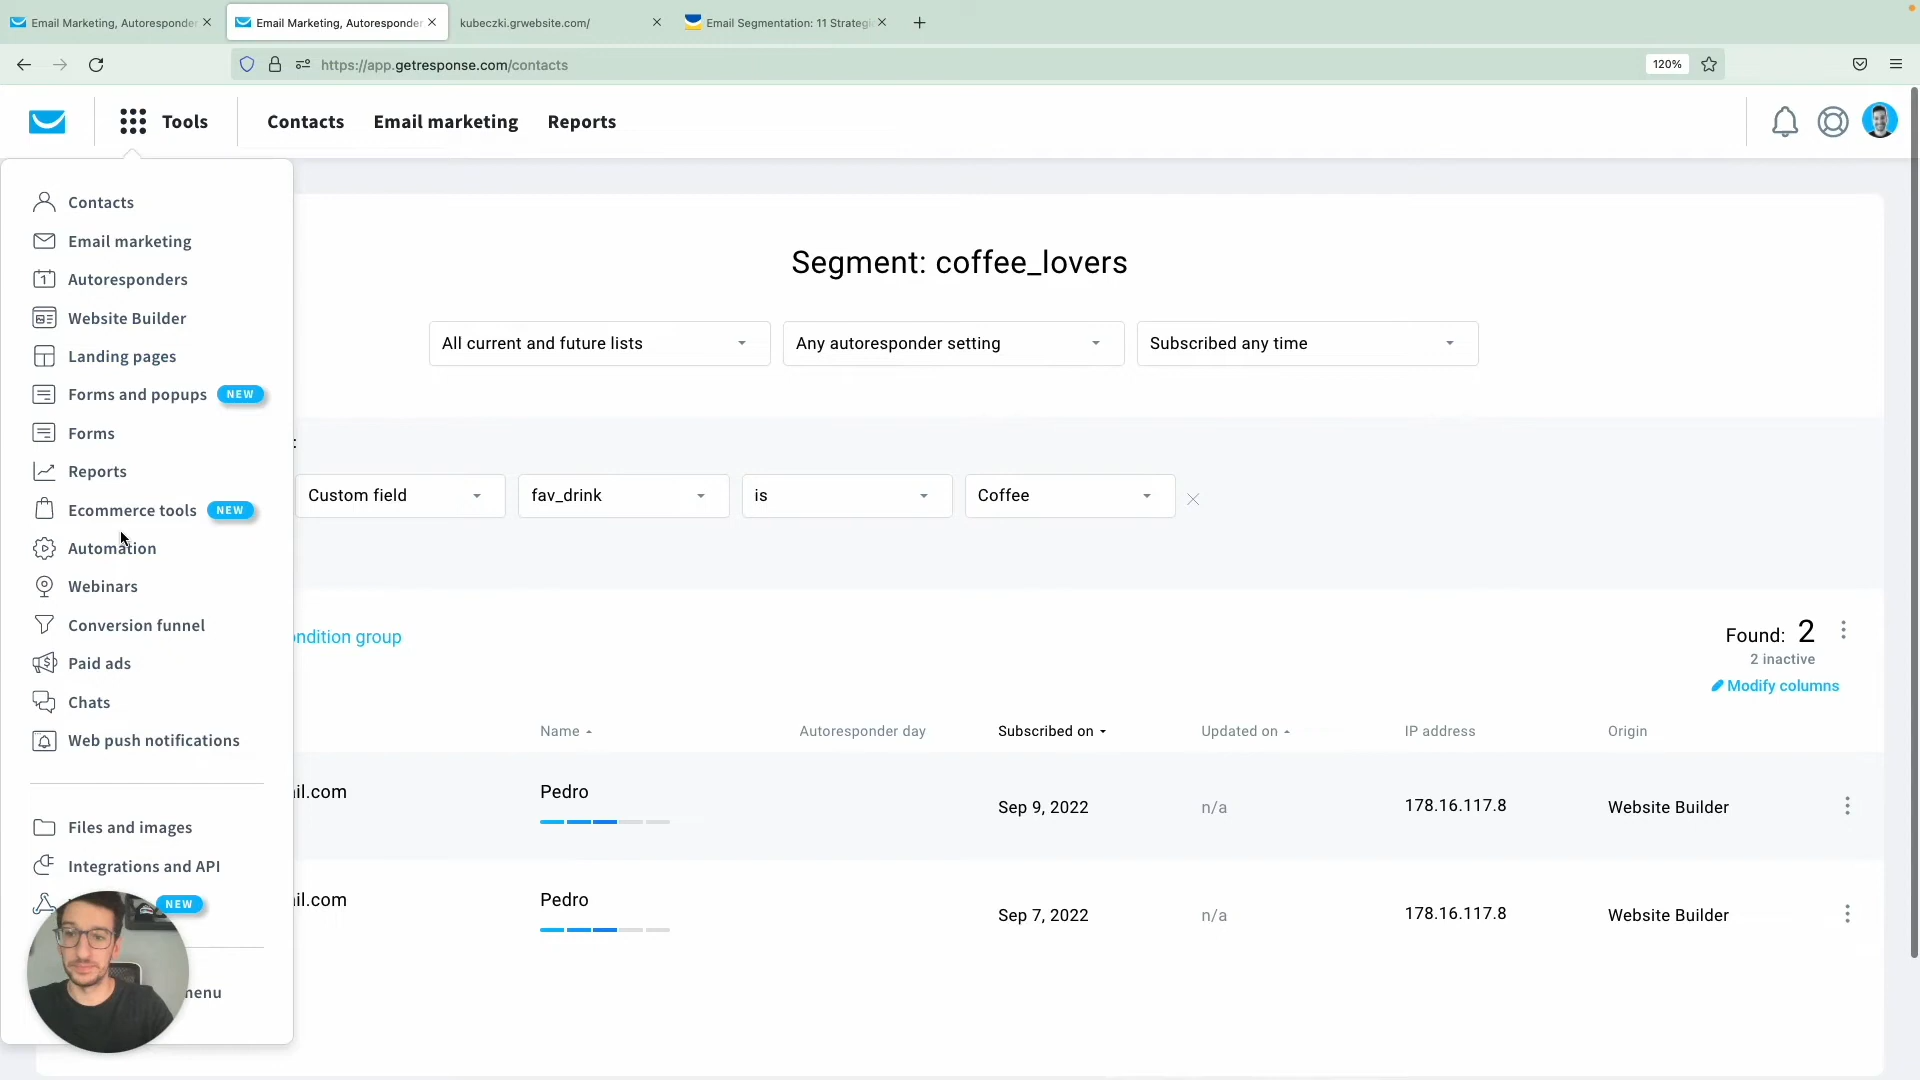 Email Marketing, Autoresponder
Email Marketing, Autoresponder
kubeczki.grwebsite.com/
Email Segmentation: 11 Strategi
https://app.getresponse.com/contacts
120%
Tools
Contacts
Email marketing
Reports
Contacts
Email marketing
Autoresponders
Website Builder
Landing pages
Forms and popups NEW
Forms
Reports
Ecommerce tools NEW
Automation
Webinars
Conversion funnel
Paid ads
Chats
Web push notifications
Files and images
Integrations and API
NEW
menu
Segment: coffee_lovers
All current and future lists
Any autoresponder setting
Subscribed any time
:
Custom field
fav_drink
is
Coffee
ondition group
Found: 2
2 inactive
Modify columns
Name
Autoresponder day
Subscribed on
Updated on
IP address
Origin
il.com
Pedro
Sep 9, 2022
n/a
178.16.117.8
Website Builder
il.com
Pedro
Sep 7, 2022
n/a
178.16.117.8
Website Builder